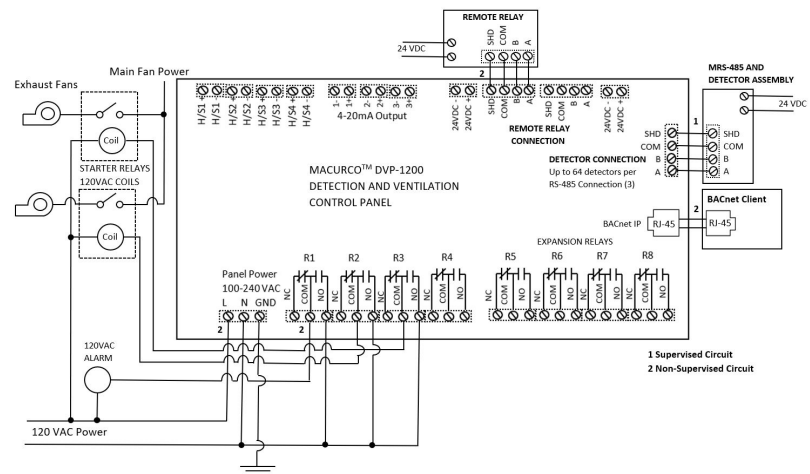 REMOTE RELAY
SHD
COM
B
A
24 VDC
2
Main Fan Power
Exhaust Fans
Coil
STARTER RELAYS
120VAC COILS
Coil
H/S1 +
H/S1 -
H/S2 +
H/S2 -
H/S3 +
H/S3 -
H/S4 +
H/S4 -
1-
1+
2-
2+
3-
3+
4-20mA Output
24VDC -
24VDC +
SHD
COM
B
A
SHD
COM
B
A
24VDC -
24VDC +
REMOTE RELAY
CONNECTION
MRS-485 AND
DETECTOR ASSEMBLY
24 VDC
1
SHD
COM
B
A
SHD
COM
B
A
DETECTOR CONNECTION
Up to 64 detectors per
RS-485 Connection (3)
MACURCO™ DVP-1200
DETECTION AND VENTILATION
CONTROL PANEL
BACnet Client
2
BACnet IP
RJ-45
RJ-45
EXPANSION RELAYS
Panel Power
100-240 VAC
L N GND
2
R1
NC
COM
NO
2
R2
NC
COM
NO
R3
NC
COM
NO
R4
NC
COM
NO
R5
NC
COM
NO
R6
NC
COM
NO
R7
NC
COM
NO
R8
NC
COM
NO
120VAC
ALARM
120 VAC Power
1 Supervised Circuit
2 Non-Supervised Circuit